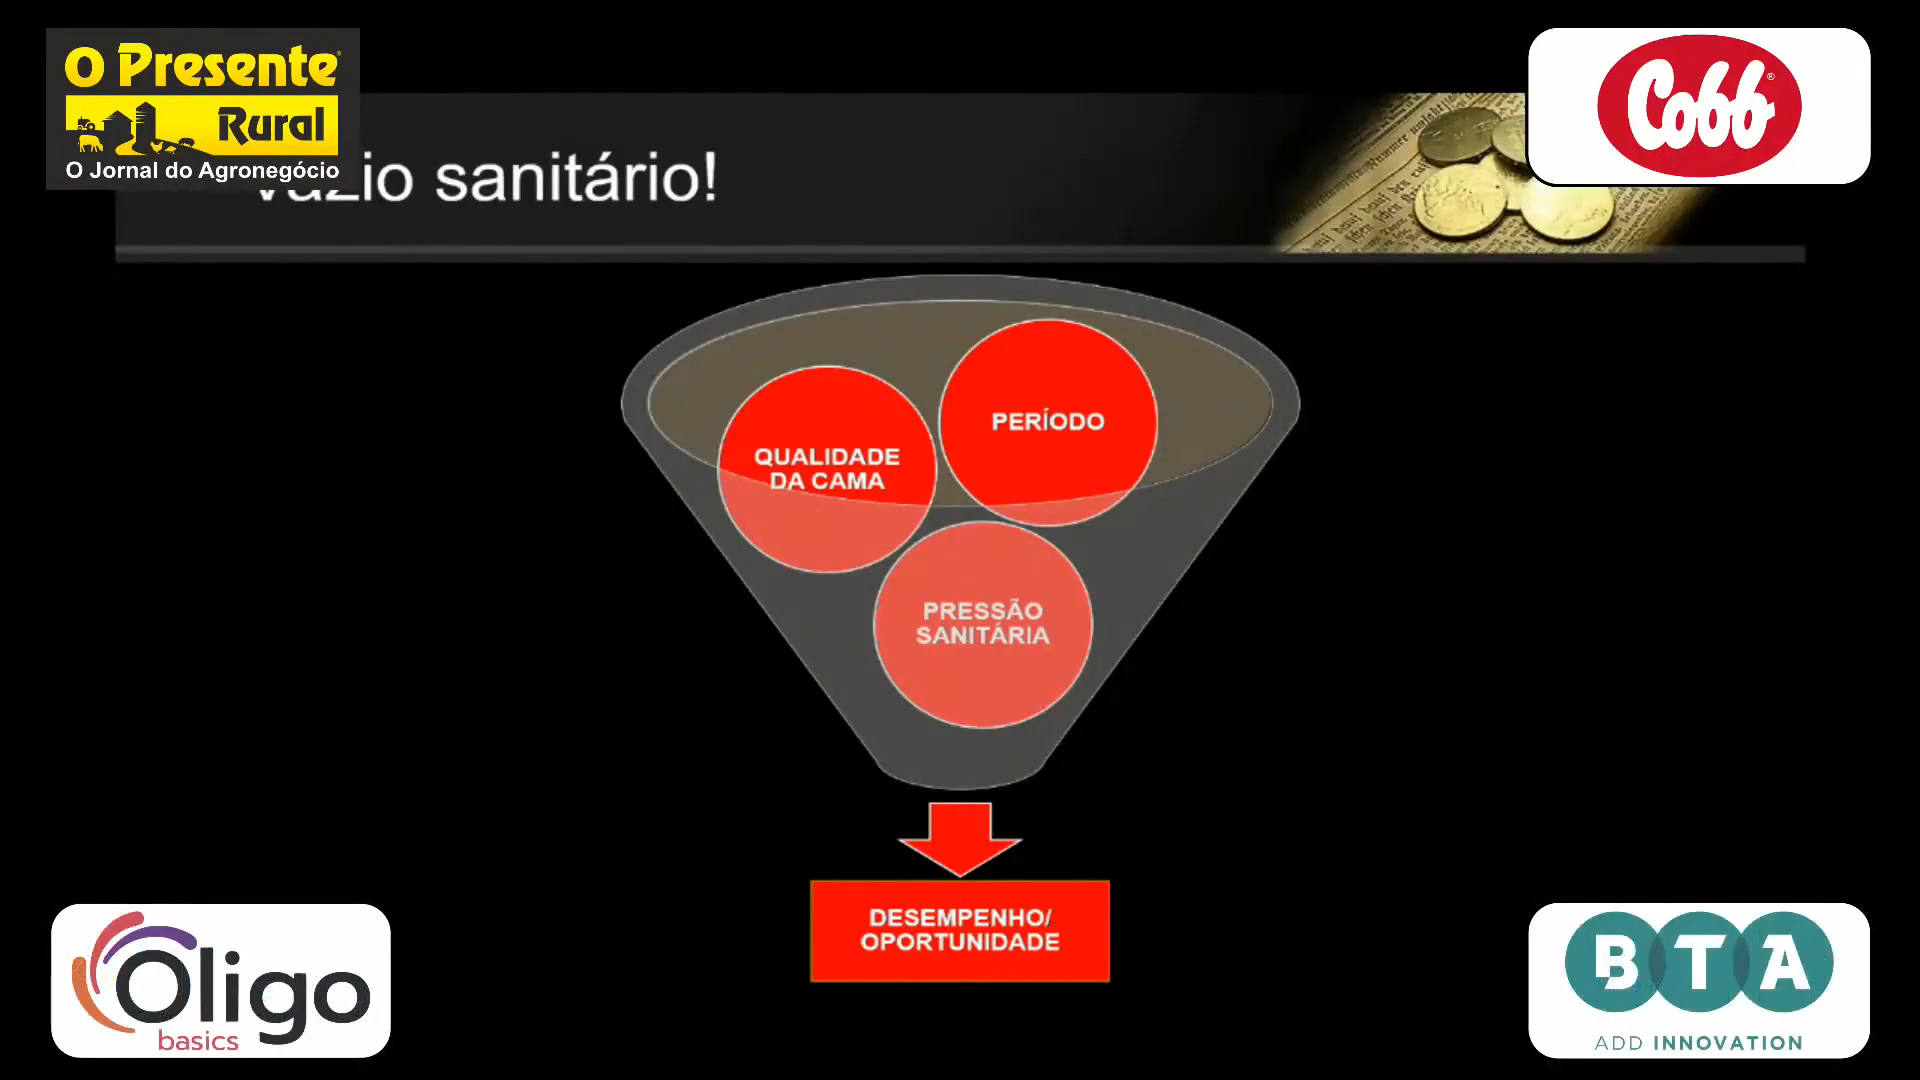 O Presente
Rural
O Jornal do Agronegócio
Cobb®
Vazio sanitário!
PERÍODO
QUALIDADE
DA CAMA
PRESSÃO
SANITÁRIA
DESEMPENHO/
OPORTUNIDADE
Oligo
basics
BTA
ADD INNOVATION